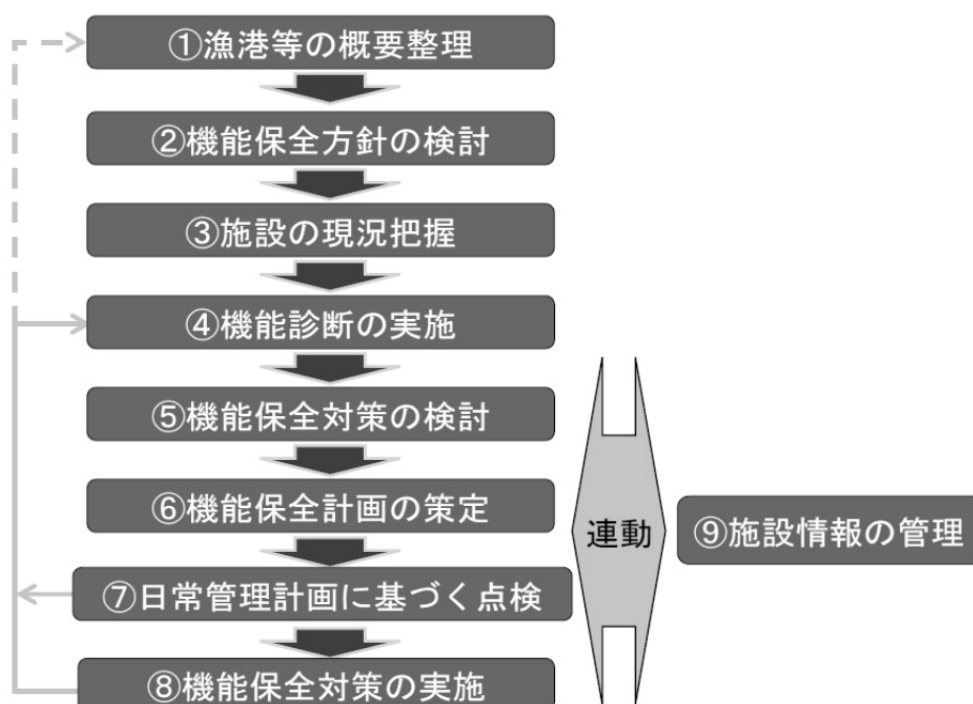 ①漁港等の概要整理
②機能保全方針の検討
③施設の現況把握
④機能診断の実施
⑤機能保全対策の検討
⑥機能保全計画の策定
連動
⑨施設情報の管理
⑦日常管理計画に基づく点検
⑧機能保全対策の実施